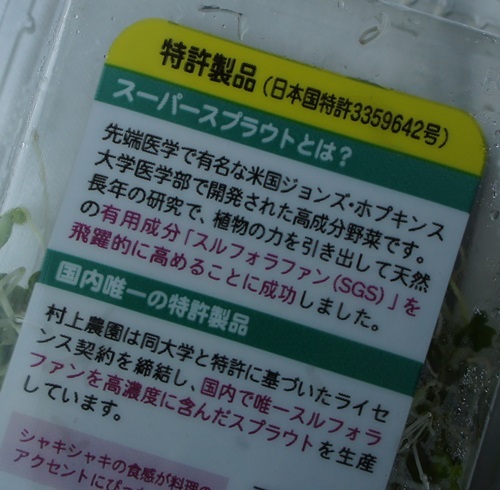 特許製品(日本国特許3359642号)
スーパースプラウトとは?
先端医学で有名な米国ジョンズ・ホプキンス
大学医学部で開発された高成分野菜です。
長年の研究で、植物の力を引き出して天然
の有用成分「スルフォラファン(SGS)」を
飛躍的に高めることに成功しました。
国内唯一の特許製品
村上農園は同大学と特許に基づいたライセ
ンス契約を締結し、国内で唯一スルフォラ
ファンを高濃度に含んだスプラウトを生産
しています。
シャキシャキの食感が料理の
アクセントにぴっ